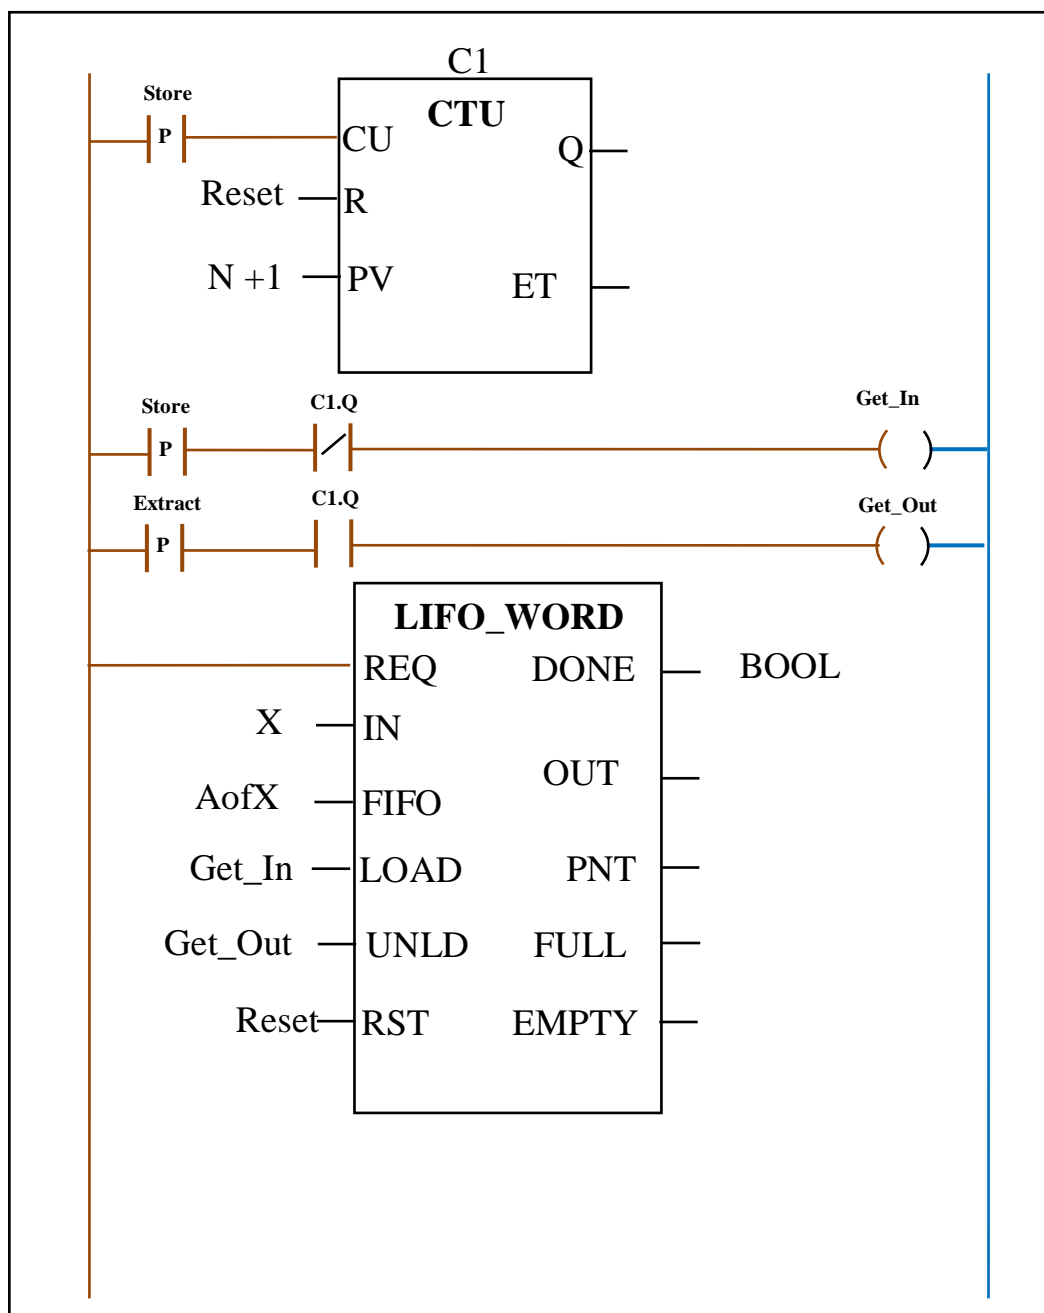 C1
CTU
Store
P
CU
Q
Reset
R
N +1
PV
ET
Store
P
C1.Q
Get_In
Extract
P
C1.Q
Get_Out
LIFO_WORD
REQ
DONE
BOOL
X
IN
OUT
AofX
FIFO
Get_In
LOAD
PNT
Get_Out
UNLD
FULL
Reset
RST
EMPTY